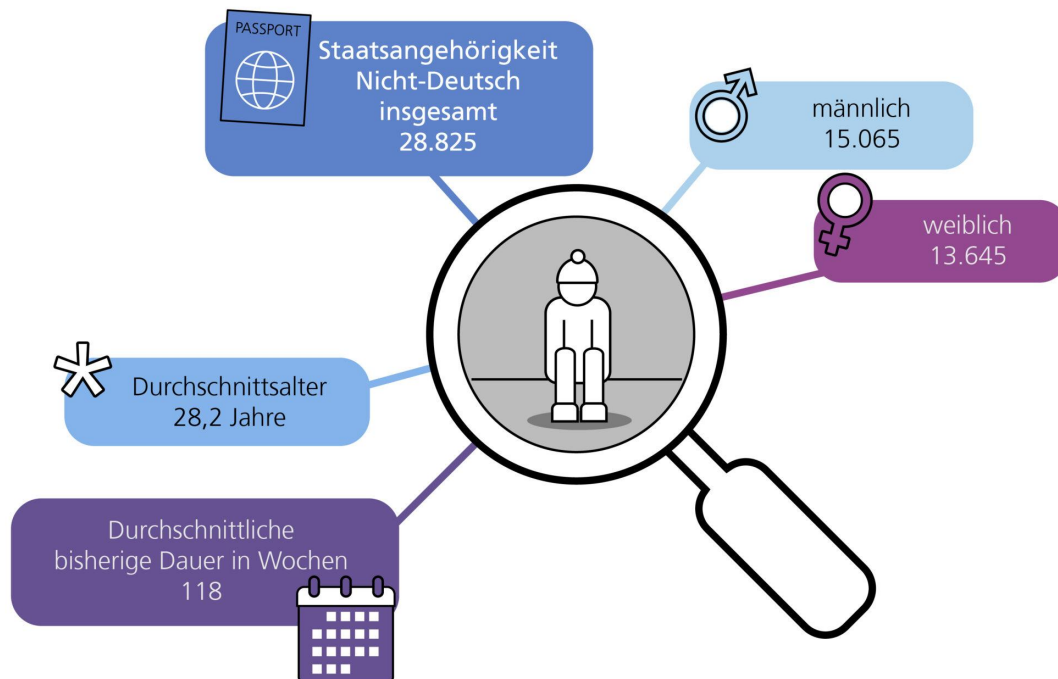 PASSPORT
Staatsangehörigkeit
Nicht-Deutsch
insgesamt
28.825
männlich
15.065
weiblich
13.645
Durchschnittsalter
28,2 Jahre
Durchschnittliche
bisherige Dauer in Wochen
118